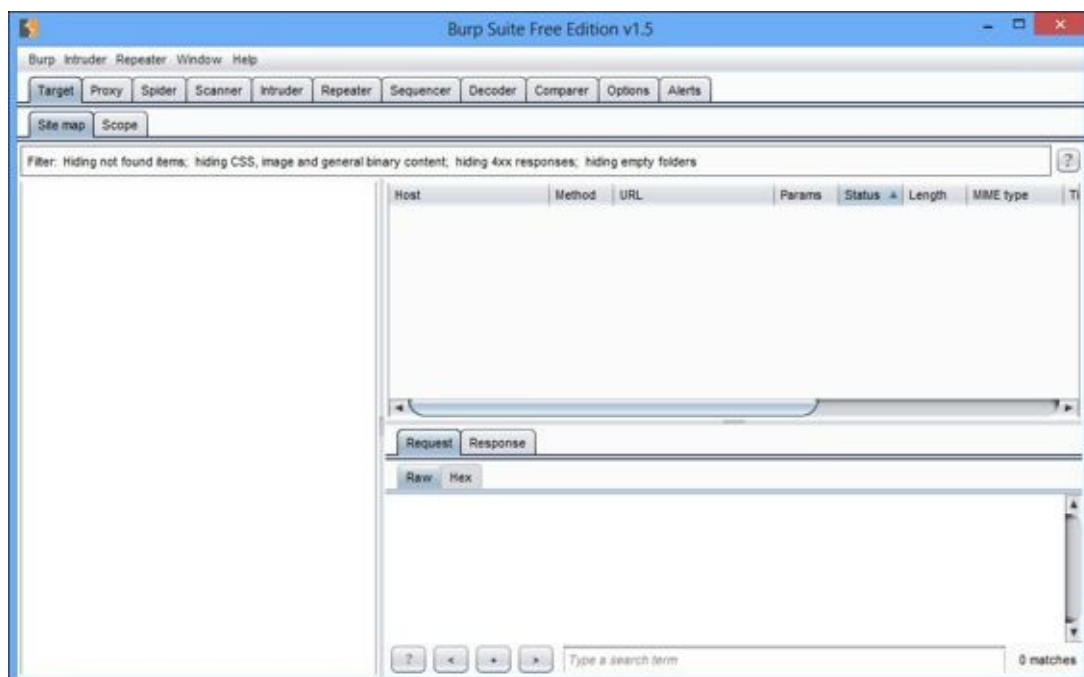 Burp Suite Free Edition v1.5
Burp Intruder Repeater Window Help
Target Proxy Spider Scanner Intruder Repeater Sequencer Decoder Comparer Options Alerts
Site map Scope
Filter: Hiding not found items; hiding CSS, image and general binary content; hiding 4xx responses; hiding empty folders ?
Host Method URL Params Status Length MIME type Ti
Request Response
Raw Hex
? < + > Type a search term 0 matches